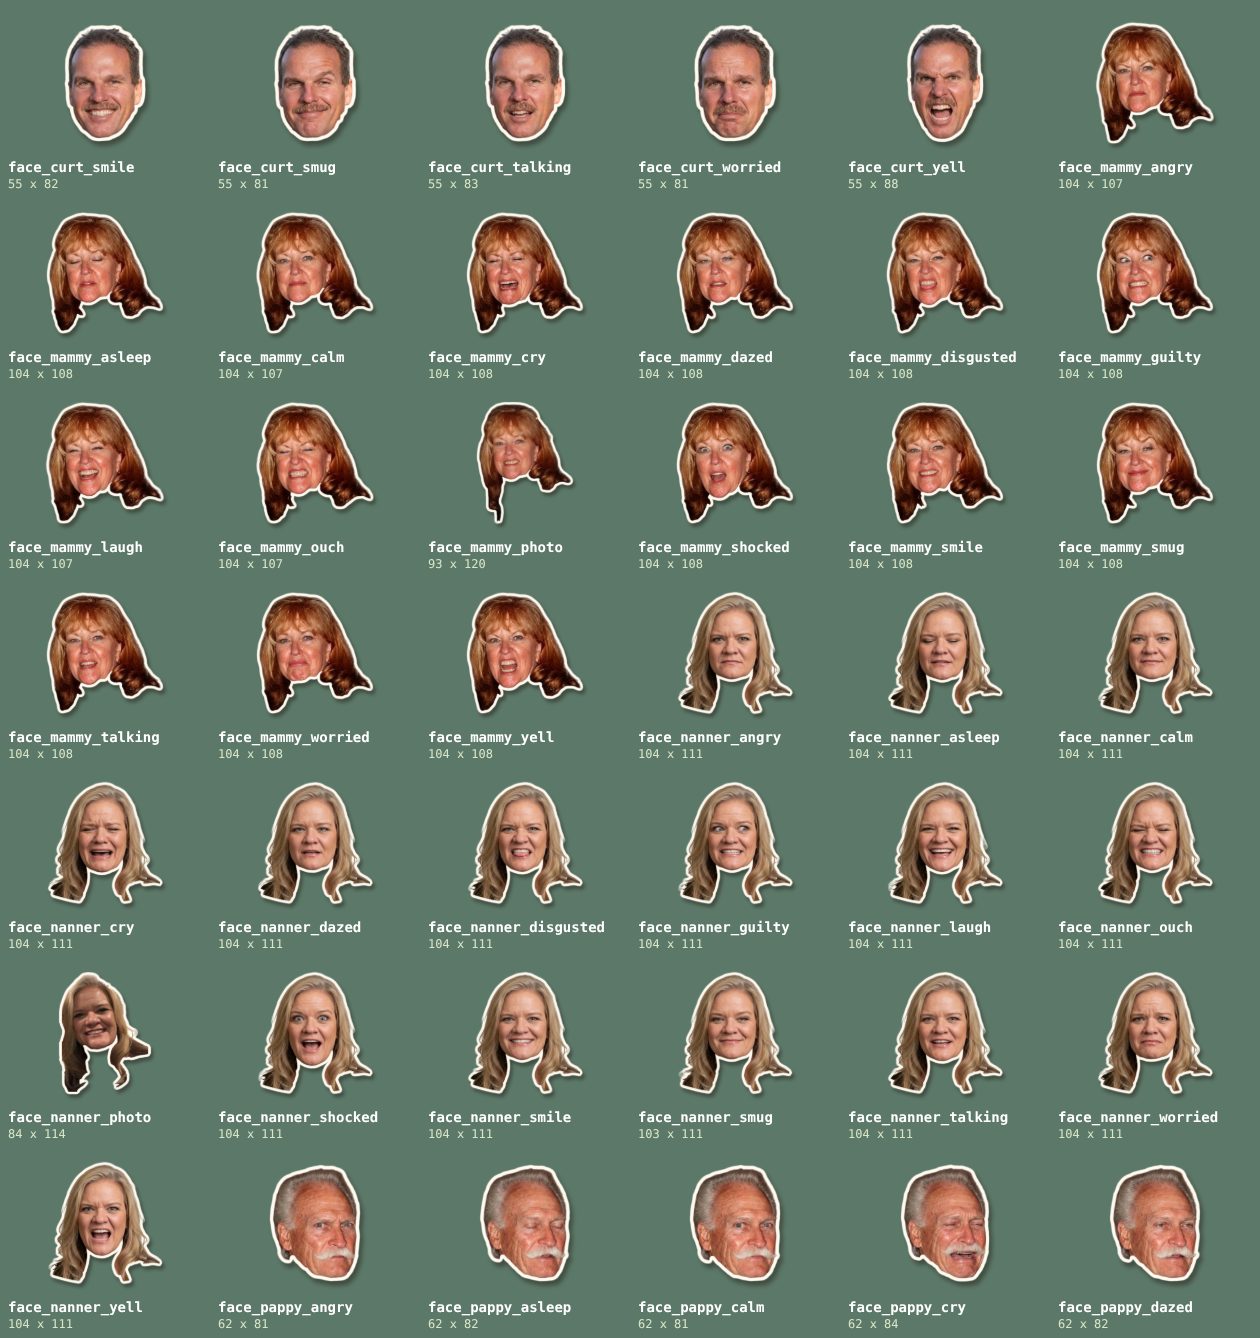 face_curt_smile
55 x 82
face_curt_smug
55 x 81
face_curt_talking
55 x 83
face_curt_worried
55 x 81
face_curt_yell
55 x 88
face_mammy_angry
104 x 107
face_mammy_asleep
104 x 108
face_mammy_calm
104 x 107
face_mammy_cry
104 x 108
face_mammy_dazed
104 x 108
face_mammy_disgusted
104 x 108
face_mammy_guilty
104 x 108
face_mammy_laugh
104 x 107
face_mammy_ouch
104 x 107
face_mammy_photo
93 x 120
face_mammy_shocked
104 x 108
face_mammy_smile
104 x 108
face_mammy_smug
104 x 108
face_mammy_talking
104 x 108
face_mammy_worried
104 x 108
face_mammy_yell
104 x 108
face_nanner_angry
104 x 111
face_nanner_asleep
104 x 111
face_nanner_calm
104 x 111
face_nanner_cry
104 x 111
face_nanner_dazed
104 x 111
face_nanner_disgusted
104 x 111
face_nanner_guilty
104 x 111
face_nanner_laugh
104 x 111
face_nanner_ouch
104 x 111
face_nanner_photo
84 x 114
face_nanner_shocked
104 x 111
face_nanner_smile
104 x 111
face_nanner_smug
103 x 111
face_nanner_talking
104 x 111
face_nanner_worried
104 x 111
face_nanner_yell
104 x 111
face_pappy_angry
62 x 81
face_pappy_asleep
62 x 82
face_pappy_calm
62 x 81
face_pappy_cry
62 x 84
face_pappy_dazed
62 x 82